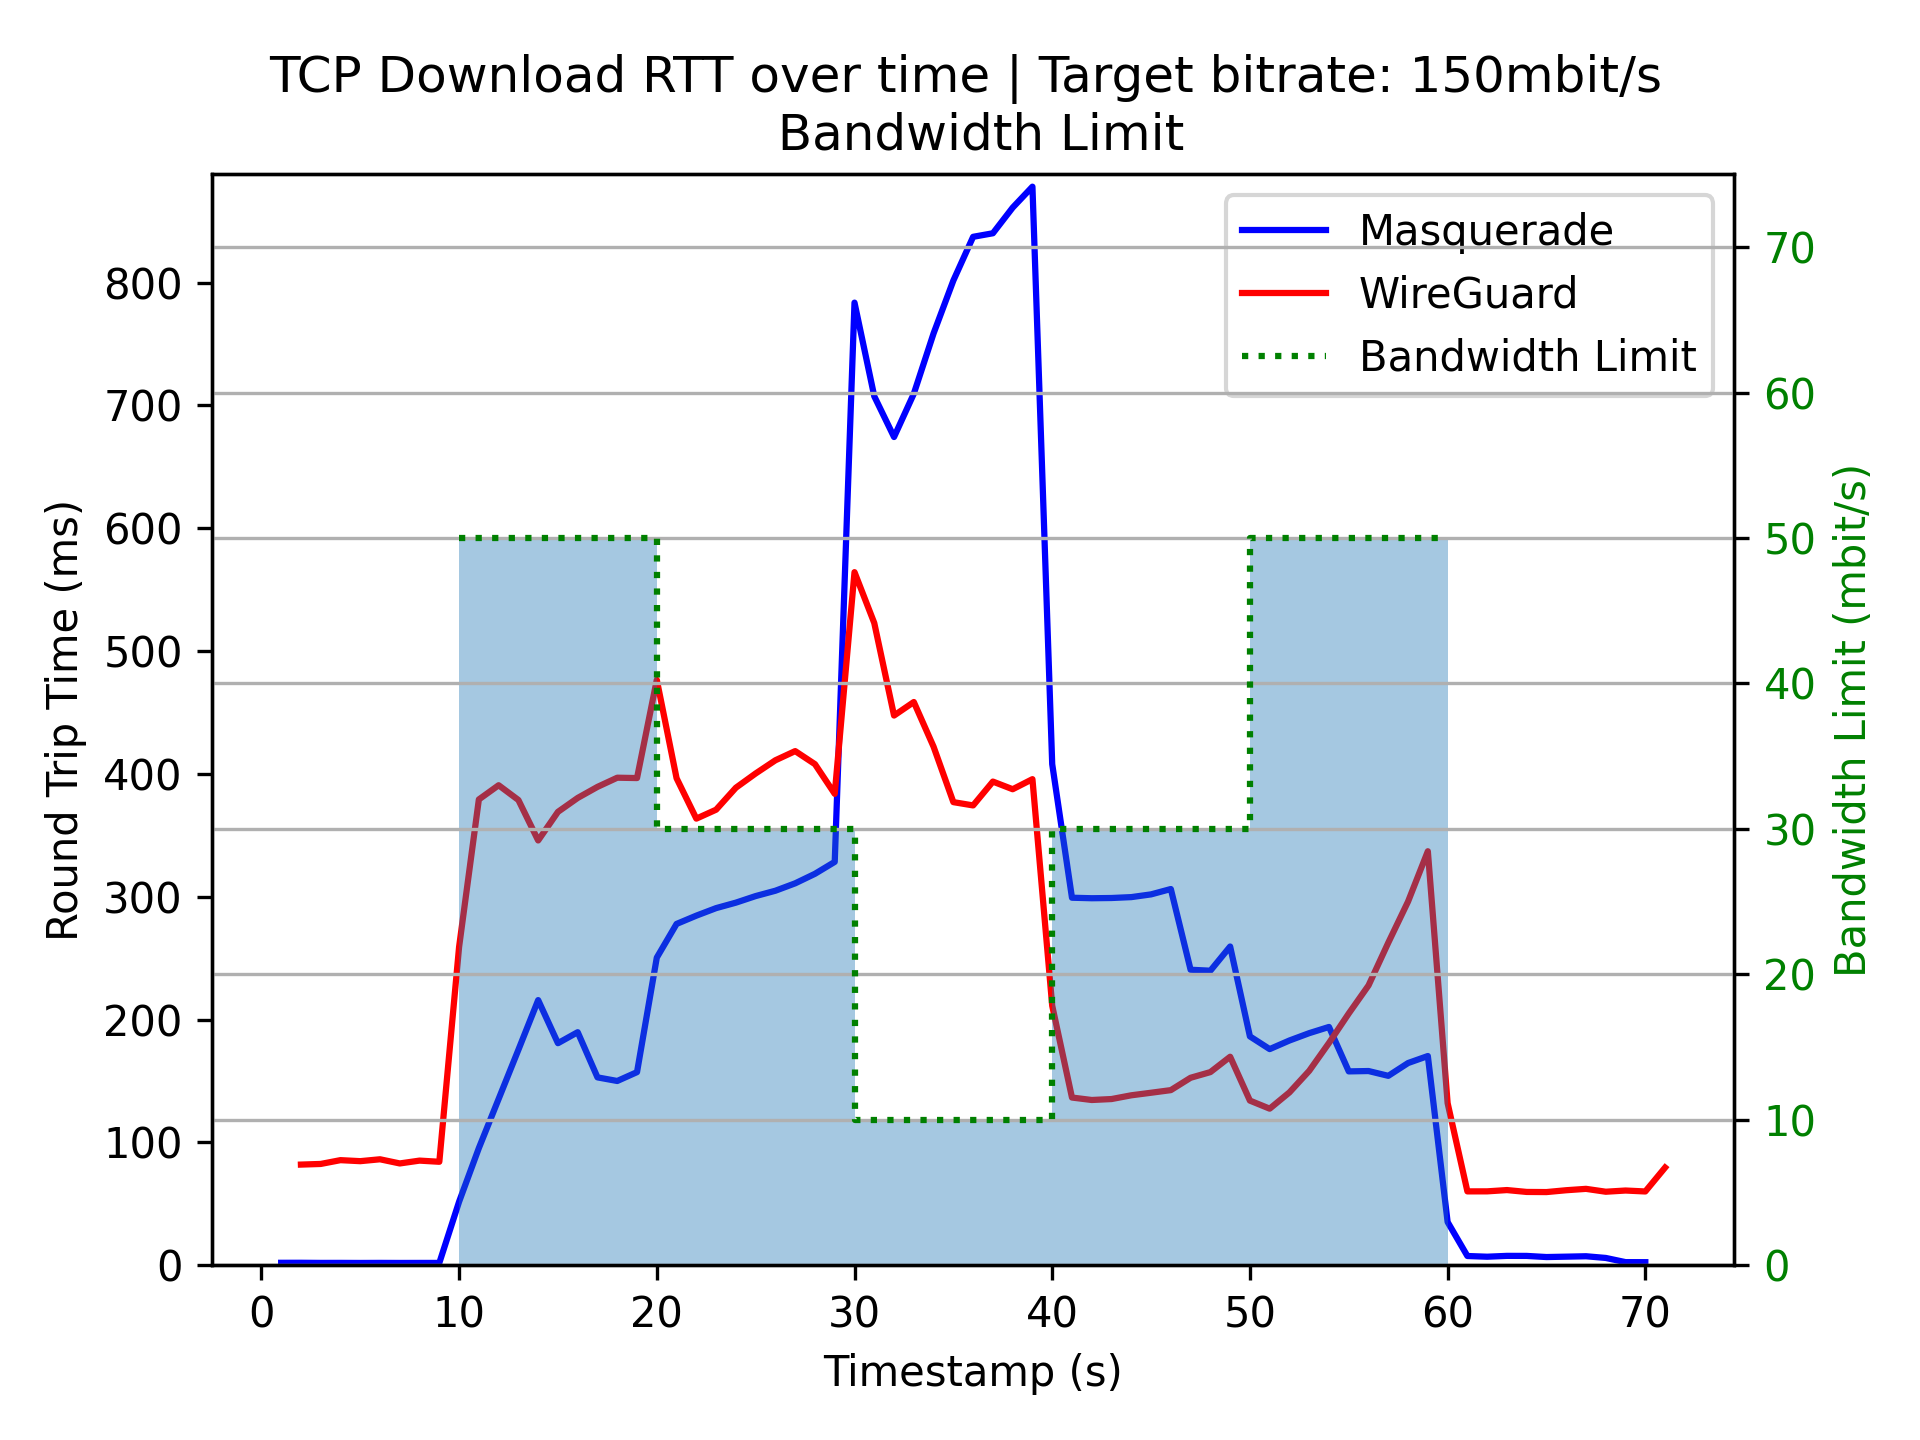 TCP Download RTT over time | Target bitrate: 150mbit/s
Bandwidth Limit
Masquerade
WireGuard
Bandwidth Limit
Round Trip Time (ms)
800
700
600
500
400
300
200
100
0
70
60
50
40
30
20
10
0
Bandwidth Limit (mbit/s)
0 10 20 30 40 50 60 70
Timestamp (s)